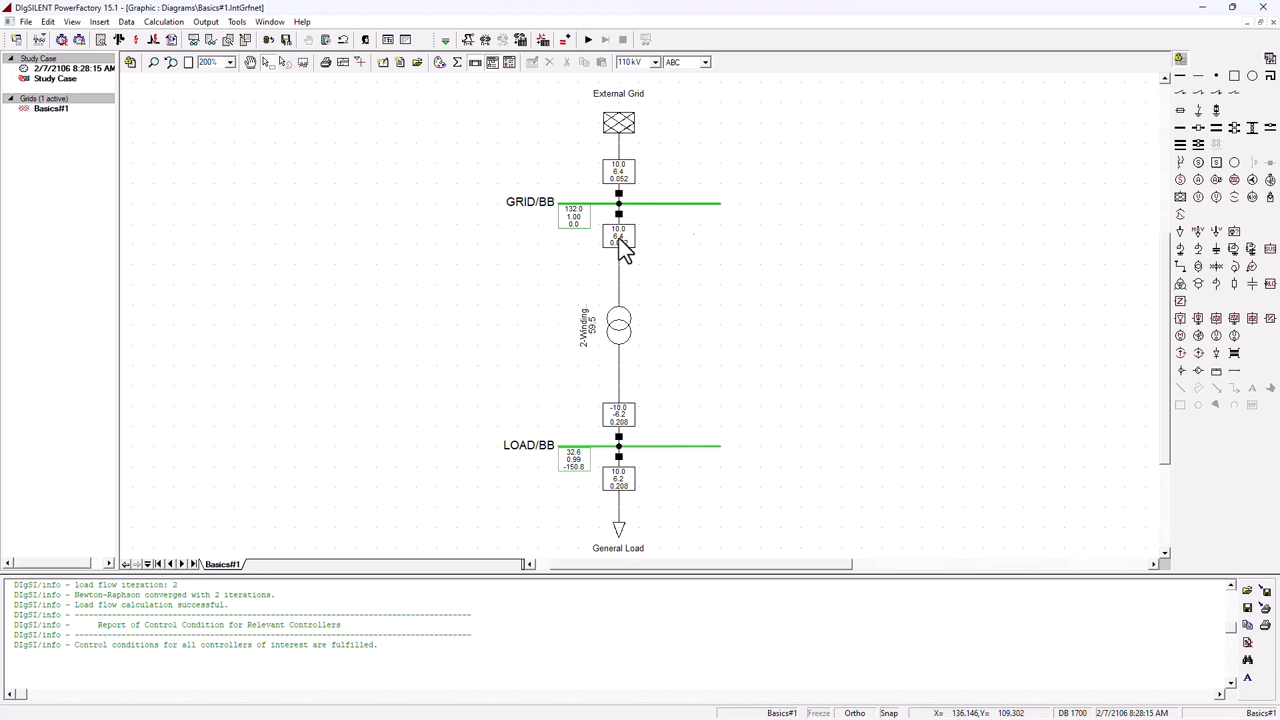 DIgSILENT PowerFactory 15.1 - [Graphic : Diagrams\Basics#1.IntGrfnet]
File Edit View Insert Data Calculation Output Tools Window Help
200% 110 kV ABC
Study Case
2/7/2106 8:28:15 AM
Study Case
Grids (1 active)
Basics#1
External Grid
10.0
6.4
0.052
GRID/BB
132.0
1.00
0.0
10.0
6.4
2-Winding..
59.5
-10.0
-6.2
0.208
LOAD/BB
32.6
0.99
-150.8
10.0
6.2
0.208
General Load
Basics#1
DIgSI/info - load flow iteration: 2
DIgSI/info - Newton-Raphson converged with 2 iterations.
DIgSI/info - Load flow calculation successful.
DIgSI/info - --------------------------------------------------------------------
DIgSI/info - Report of Control Condition for Relevant Controllers
DIgSI/info - --------------------------------------------------------------------
DIgSI/info - Control conditions for all controllers of interest are fulfilled.
Basics#1 Freeze Ortho Snap X= 136.146,Y= 109.302 DB 1700 2/7/2106 8:28:15 AM Basics#1